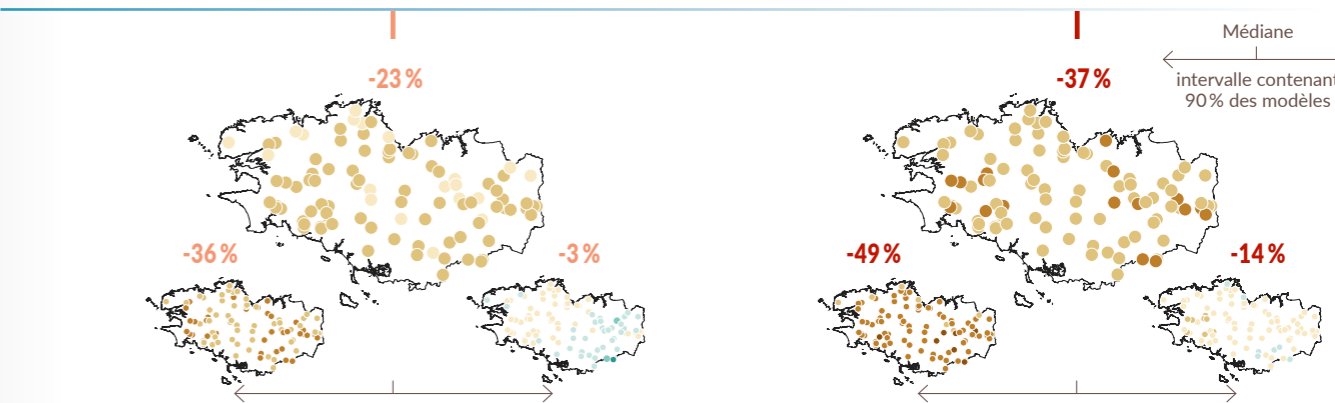 Médiane
-23 %
-37 %
intervalle contenant
90 % des modèles
-36 %
-3 %
-49 %
-14 %